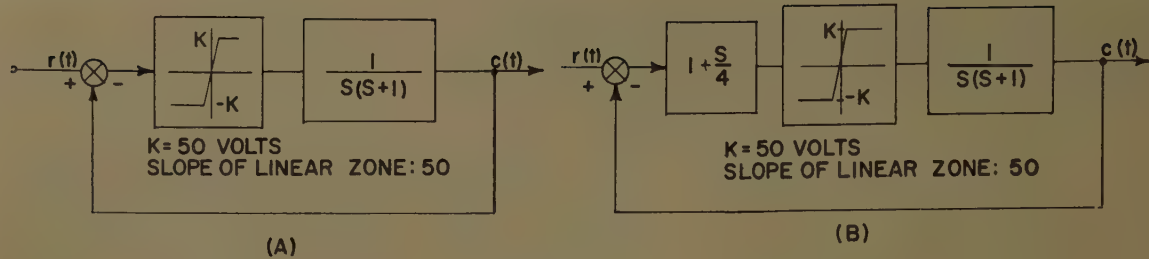 r(t)
+
-
K
-K
1
S(S+1)
c(t)
K=50 VOLTS
SLOPE OF LINEAR ZONE: 50
(A)
r(t)
+
-
1+S/4
K
-K
1
S(S+1)
c(t)
K=50 VOLTS
SLOPE OF LINEAR ZONE: 50
(B)